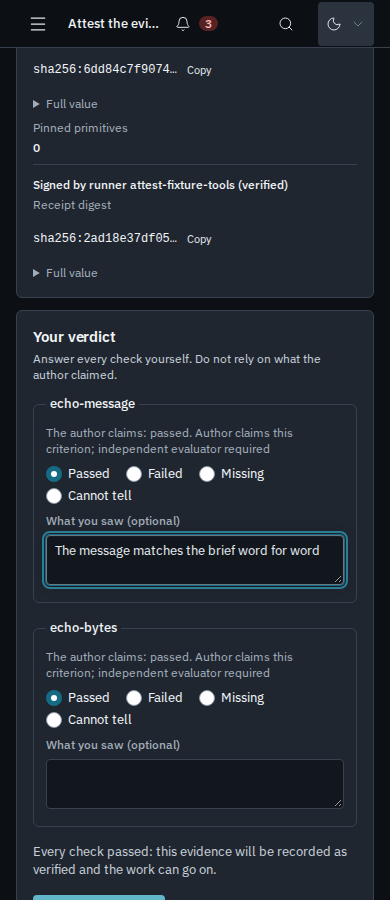 Attest the evi...
3
sha256:6dd84c7f9074… Copy
Full value
Pinned primitives
0
Signed by runner attest-fixture-tools (verified)
Receipt digest
sha256:2ad18e37df05… Copy
Full value
Your verdict
Answer every check yourself. Do not rely on what the
author claimed.
echo-message
The author claims: passed. Author claims this
criterion; independent evaluator required
Passed Failed Missing
Cannot tell
What you saw (optional)
The message matches the brief word for word
echo-bytes
The author claims: passed. Author claims this
criterion; independent evaluator required
Passed Failed Missing
Cannot tell
What you saw (optional)
Every check passed: this evidence will be recorded as
verified and the work can go on.